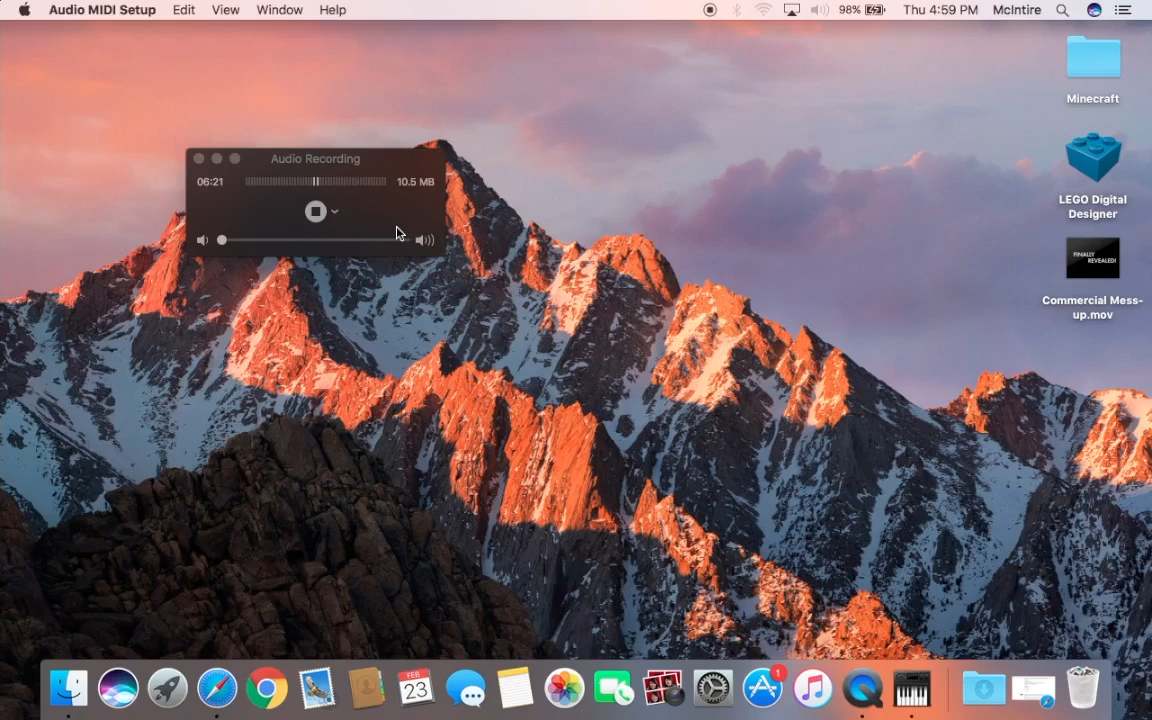 Audio MIDI Setup Edit View Window Help 98% Thu 4:59 PM McIntire
Audio Recording
06:21 10.5 MB
Minecraft
LEGO Digital
Designer
FINALLY
REVEALED!
Commercial Mess-
up.mov
FEB
23
1